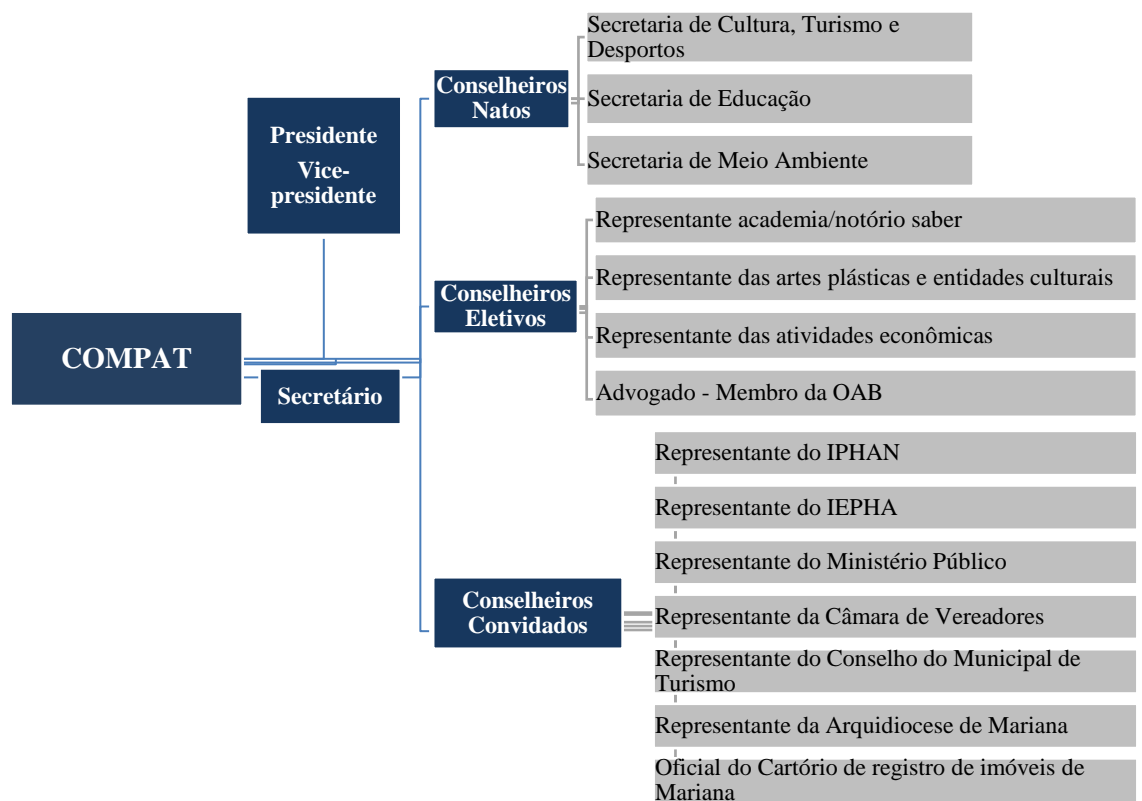 COMPAT
Presidente
Vice-
presidente
Secretário
Conselheiros
Natos
Secretaria de Cultura, Turismo e
Desportos
Secretaria de Educação
Secretaria de Meio Ambiente
Conselheiros
Eletivos
Representante academia/notório saber
Representante das artes plásticas e entidades culturais
Representante das atividades econômicas
Advogado - Membro da OAB
Conselheiros
Convidados
Representante do IPHAN
Representante do IEPHA
Representante do Ministério Público
Representante da Câmara de Vereadores
Representante do Conselho do Municipal de
Turismo
Representante da Arquidiocese de Mariana
Oficial do Cartório de registro de imóveis de
Mariana